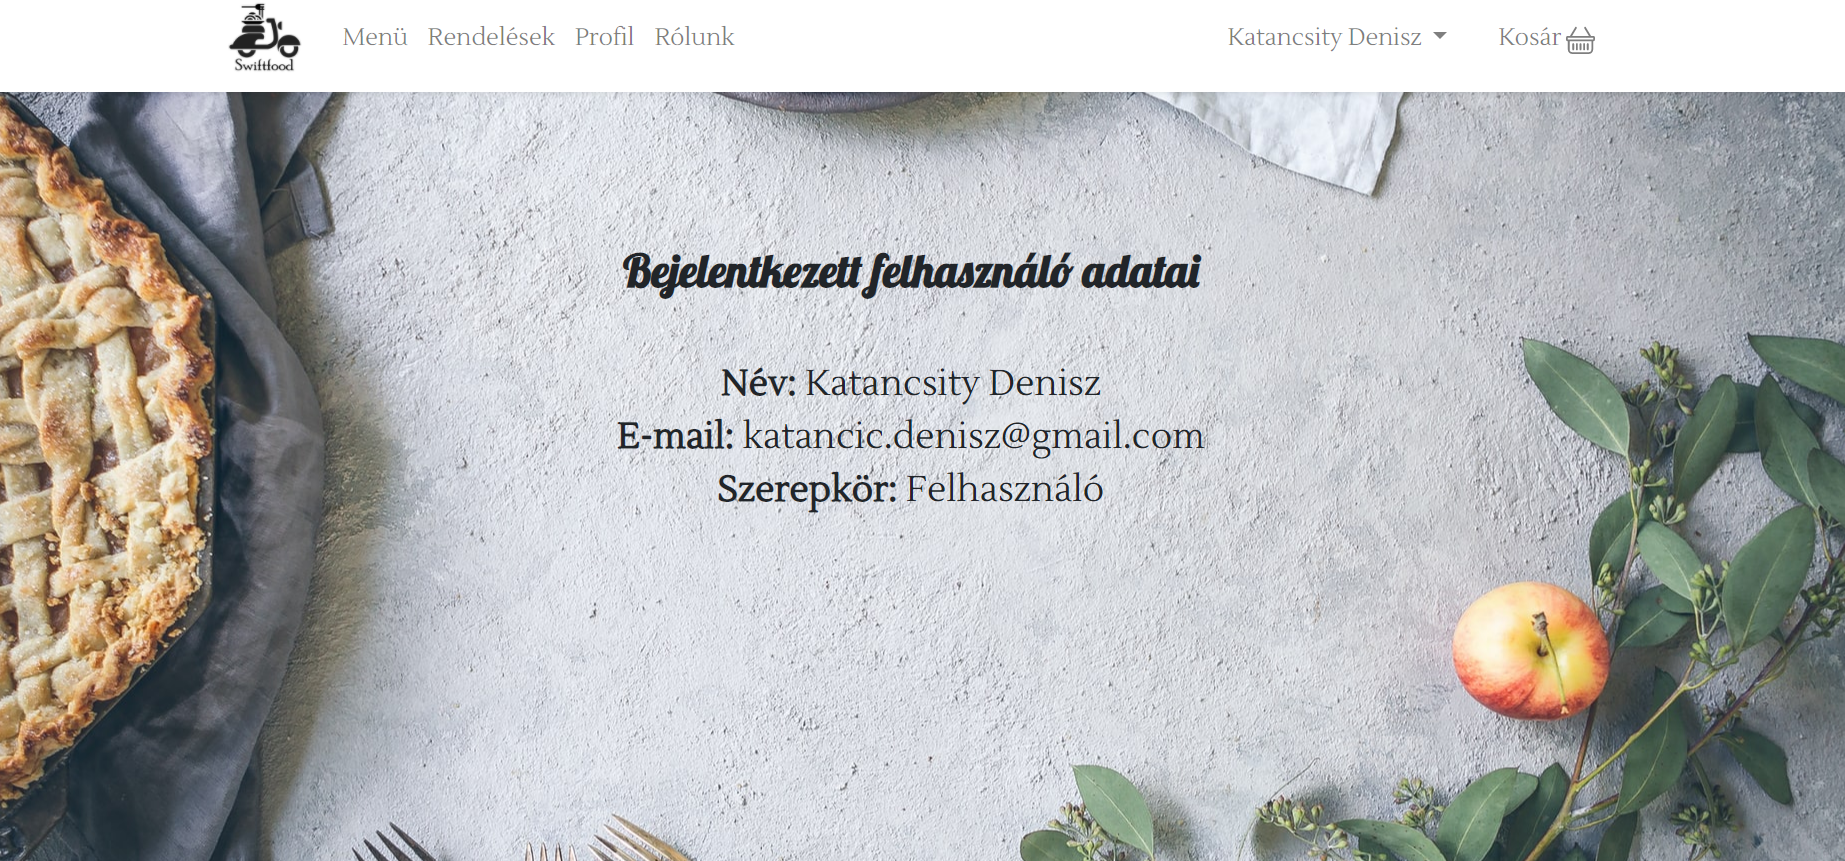 Swiftfood
Menü Rendelések Profil Rólunk Katancsity Denisz Kosár
Bejelentkezett felhasználó adatai
Név: Katancsity Denisz
E-mail: katancic.denisz@gmail.com
Szerepkör: Felhasználó